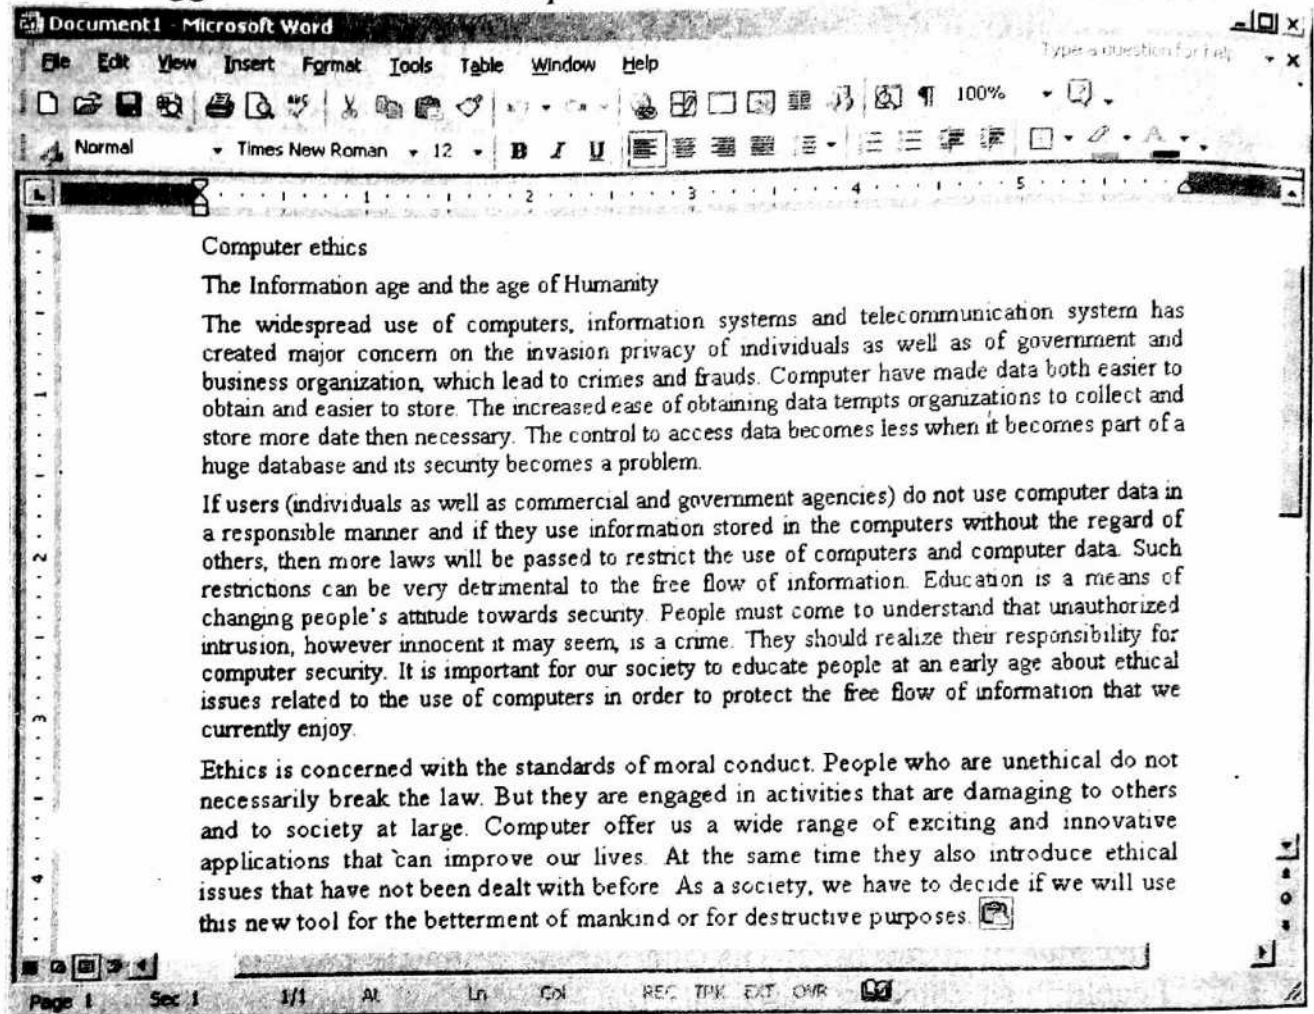 Document1 - Microsoft Word
Type a question for help
File Edit View Insert Format Tools Table Window Help
100%
Normal Times New Roman 12 B I U
1 2 3 4 5
Computer ethics
The Information age and the age of Humanity
The widespread use of computers, information systems and telecommunication system has
created major concern on the invasion privacy of individuals as well as of government and
business organization, which lead to crimes and frauds. Computer have made data both easier to
obtain and easier to store. The increased ease of obtaining data tempts organizations to collect and
store more date then necessary. The control to access data becomes less when it becomes part of a
huge database and its security becomes a problem.
If users (individuals as well as commercial and government agencies) do not use computer data in
a responsible manner and if they use information stored in the computers without the regard of
others, then more laws will be passed to restrict the use of computers and computer data. Such
restrictions can be very detrimental to the free flow of information. Education is a means of
changing people's attitude towards security. People must come to understand that unauthorized
intrusion, however innocent it may seem, is a crime. They should realize their responsibility for
computer security. It is important for our society to educate people at an early age about ethical
issues related to the use of computers in order to protect the free flow of information that we
currently enjoy.
Ethics is concerned with the standards of moral conduct. People who are unethical do not
necessarily break the law. But they are engaged in activities that are damaging to others
and to society at large. Computer offer us a wide range of exciting and innovative
applications that can improve our lives. At the same time they also introduce ethical
issues that have not been dealt with before. As a society, we have to decide if we will use
this new tool for the betterment of mankind or for destructive purposes.
Page 1 Sec 1 1/1 At Ln Col REC TRK EXT OVR